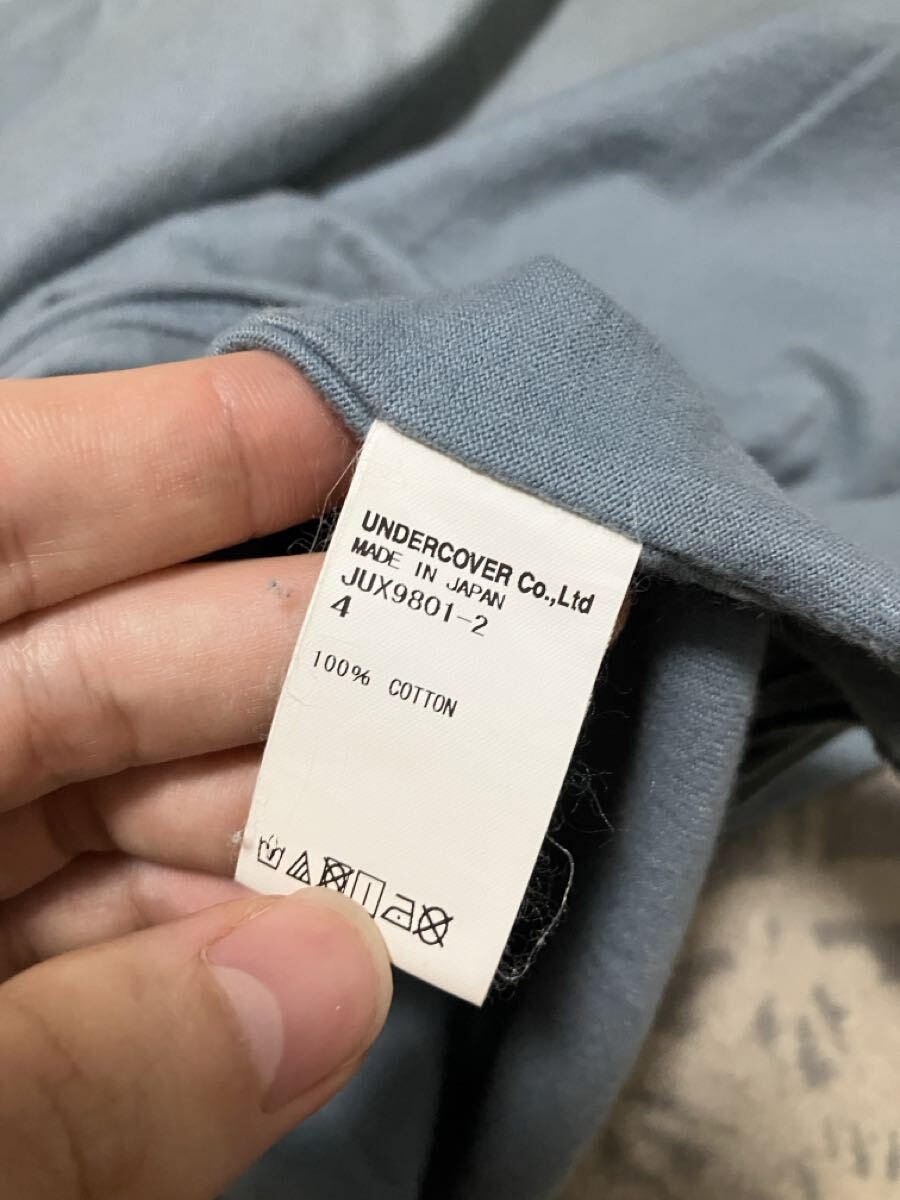 UNDERCOVER Co.,Ltd
MADE IN JAPAN
JUX9801-2
4
100% COTTON